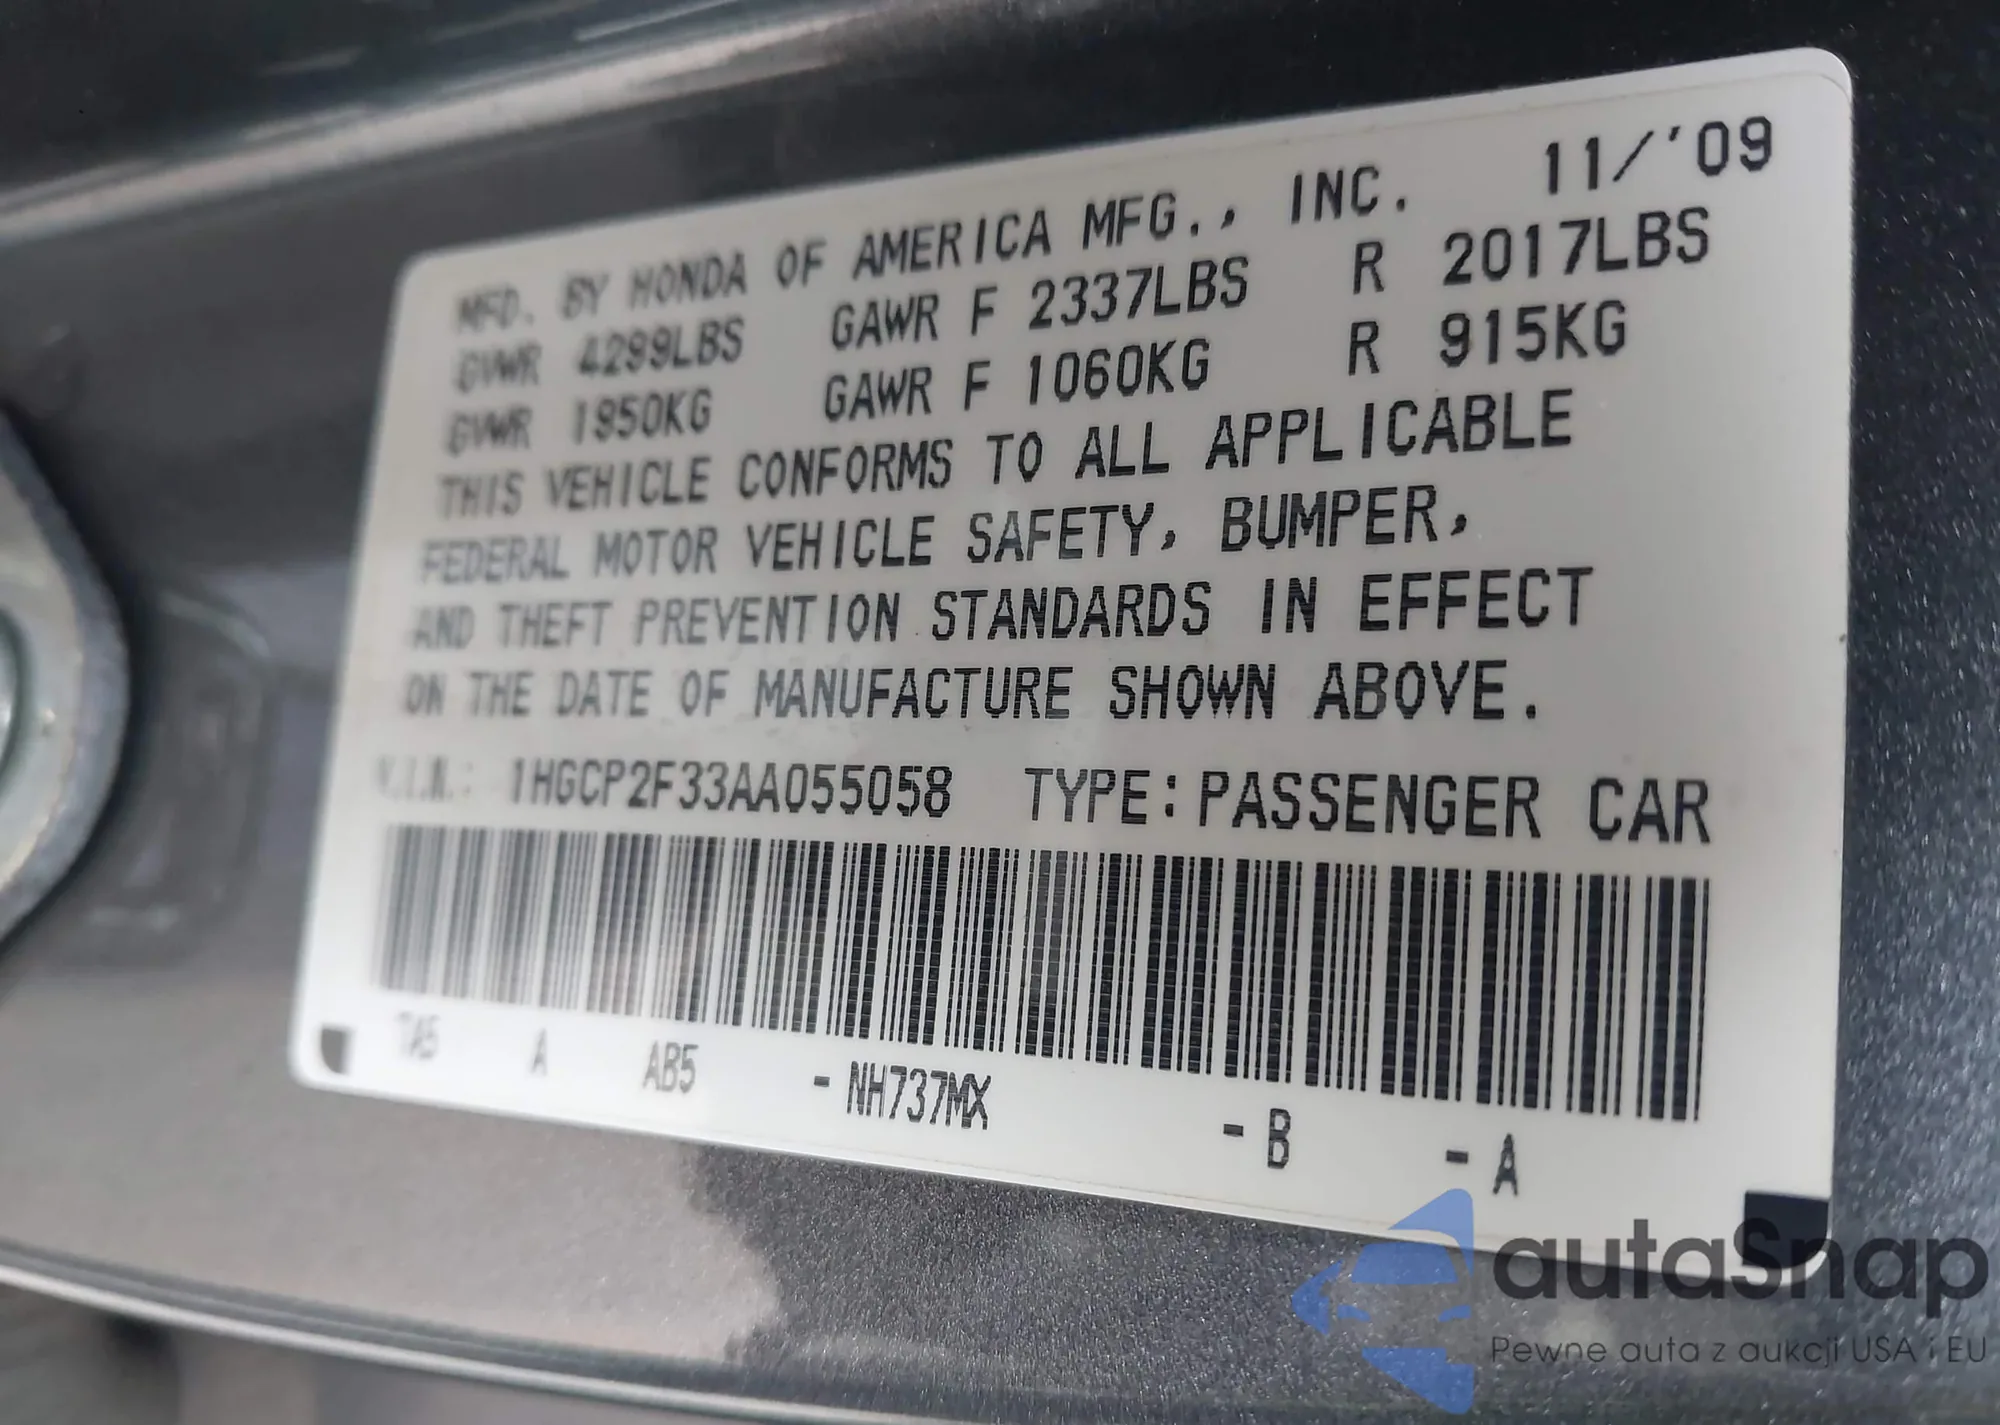 MFD. BY HONDA OF AMERICA MFG., INC. 11/'09
GVWR 4299LBS GAWR F 2337LBS R 2017LBS
GVWR 1950KG GAWR F 1060KG R 915KG
THIS VEHICLE CONFORMS TO ALL APPLICABLE
FEDERAL MOTOR VEHICLE SAFETY, BUMPER,
AND THEFT PREVENTION STANDARDS IN EFFECT
ON THE DATE OF MANUFACTURE SHOWN ABOVE.
V.I.N.: 1HGCP2F33AA055058 TYPE:PASSENGER CAR
TA5 A AB5 -NH737MX -B -A
autaSnap
Pewne auta z aukcji USA i EU